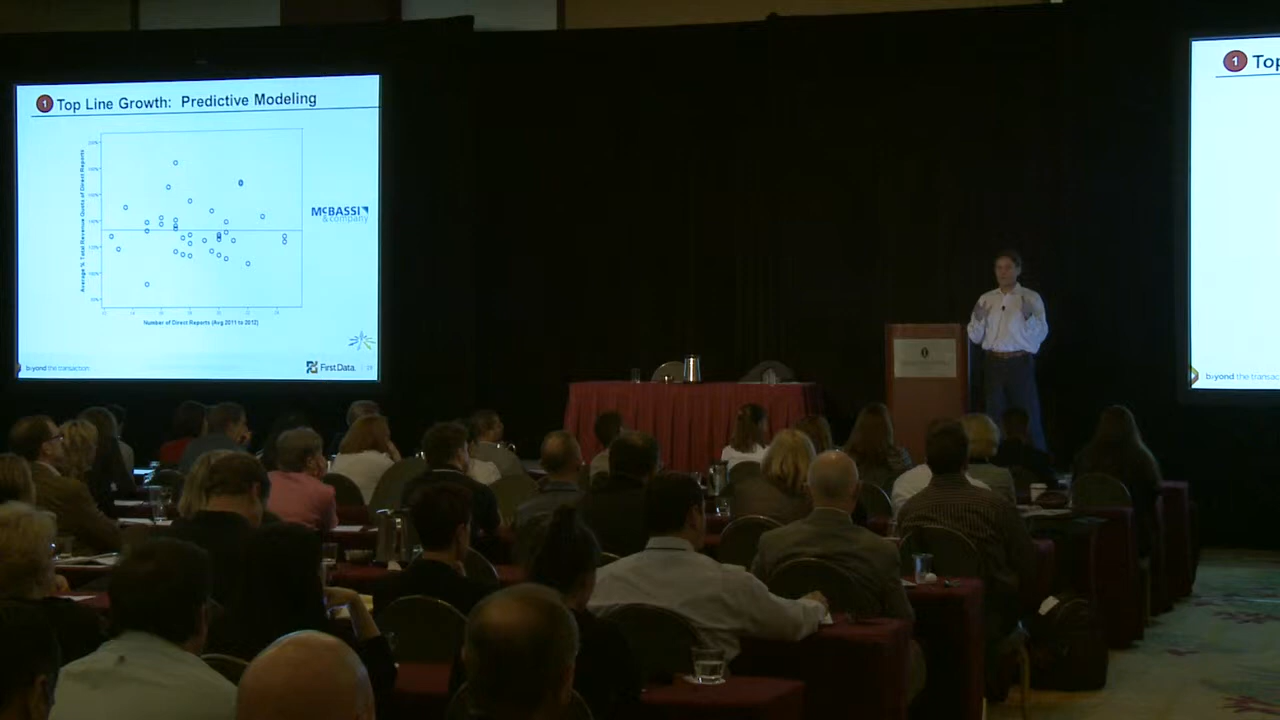 1 Top Line Growth: Predictive Modeling
Average % Total Revenue Quota of Direct Reports
MCBASSI
& company
Number of Direct Reports (Avg 2011 to 2012)
beyond the transaction
First Data.
1 Top
beyond the transac